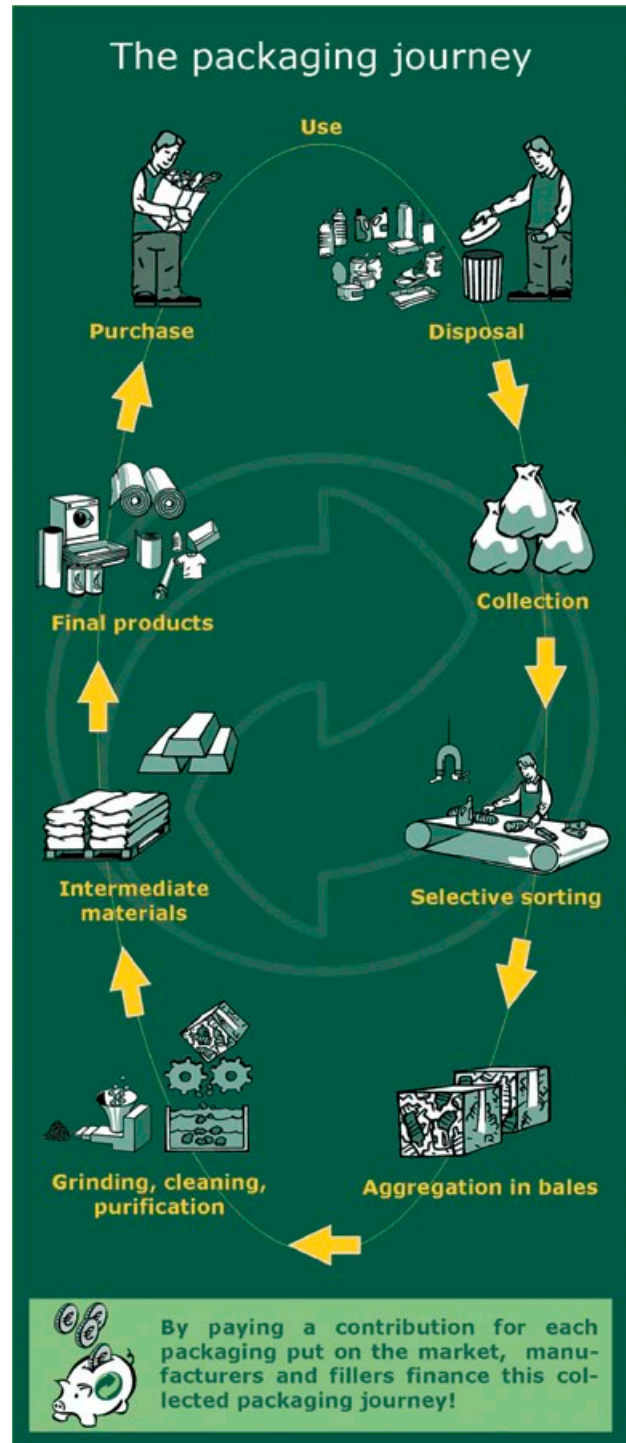 The packaging journey
Use
Purchase
Disposal
Final products
Collection
Intermediate
materials
Selective sorting
Grinding, cleaning,
purification
Aggregation in bales
By paying a contribution for each
packaging put on the market, manu-
facturers and fillers finance this col-
lected packaging journey!